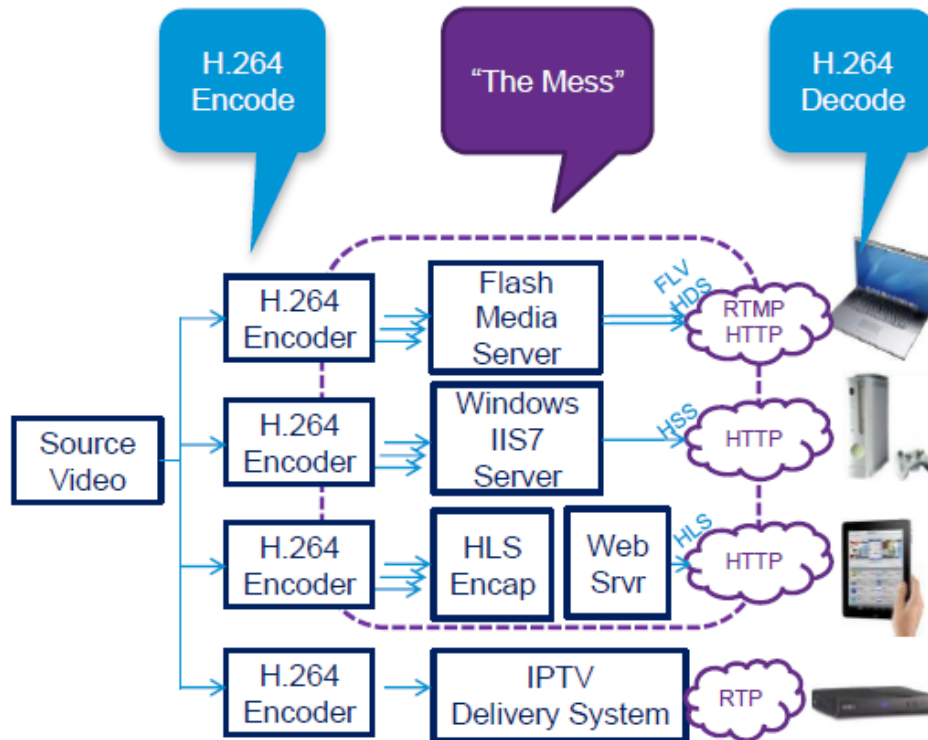 H.264
Encode
“The Mess”
H.264
Decode
Source
Video
H.264
Encoder
Flash
Media
Server
FLV
HDS
RTMP
HTTP
H.264
Encoder
Windows
IIS7
Server
HSS
HTTP
H.264
Encoder
HLS
Encap
Web
Srvr
HLS
HTTP
H.264
Encoder
IPTV
Delivery System
RTP